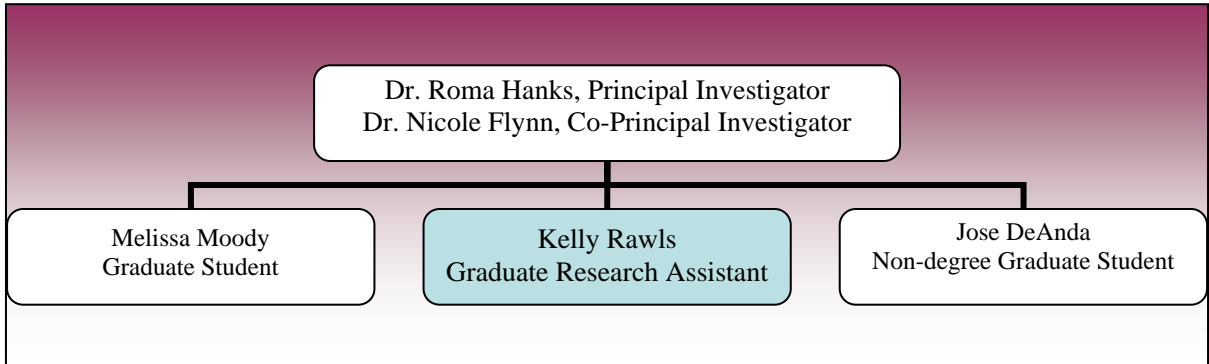 Dr. Roma Hanks, Principal Investigator
Dr. Nicole Flynn, Co-Principal Investigator
Melissa Moody
Graduate Student
Kelly Rawls
Graduate Research Assistant
Jose DeAnda
Non-degree Graduate Student